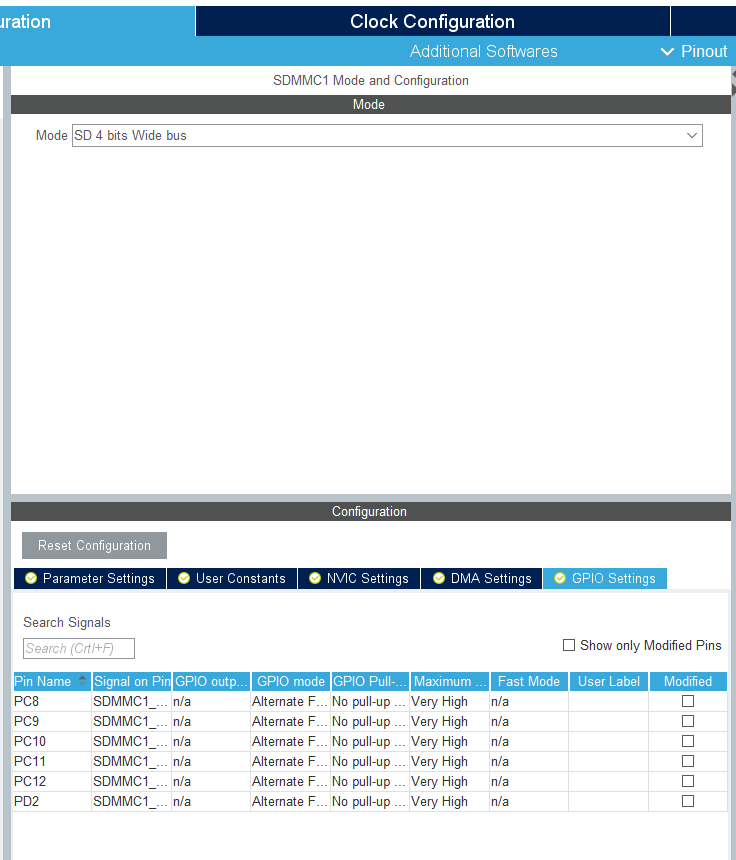 uration Clock Configuration
Additional Softwares Pinout
SDMMC1 Mode and Configuration
Mode
Mode SD 4 bits Wide bus
Configuration
Reset Configuration
Parameter Settings User Constants NVIC Settings DMA Settings GPIO Settings
Search Signals
Search (Crtl+F) Show only Modified Pins
Pin Name Signal on Pin GPIO outp... GPIO mode GPIO Pull-... Maximum ... Fast Mode User Label Modified
PC8 SDMMC1_... n/a Alternate F... No pull-up ... Very High n/a
PC9 SDMMC1_... n/a Alternate F... No pull-up ... Very High n/a
PC10 SDMMC1_... n/a Alternate F... No pull-up ... Very High n/a
PC11 SDMMC1_... n/a Alternate F... No pull-up ... Very High n/a
PC12 SDMMC1_... n/a Alternate F... No pull-up ... Very High n/a
PD2 SDMMC1_... n/a Alternate F... No pull-up ... Very High n/a